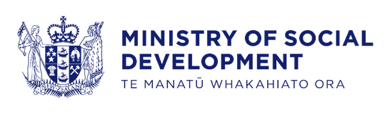 MINISTRY OF SOCIAL
DEVELOPMENT
TE MANATŪ WHAKAHIATO ORA